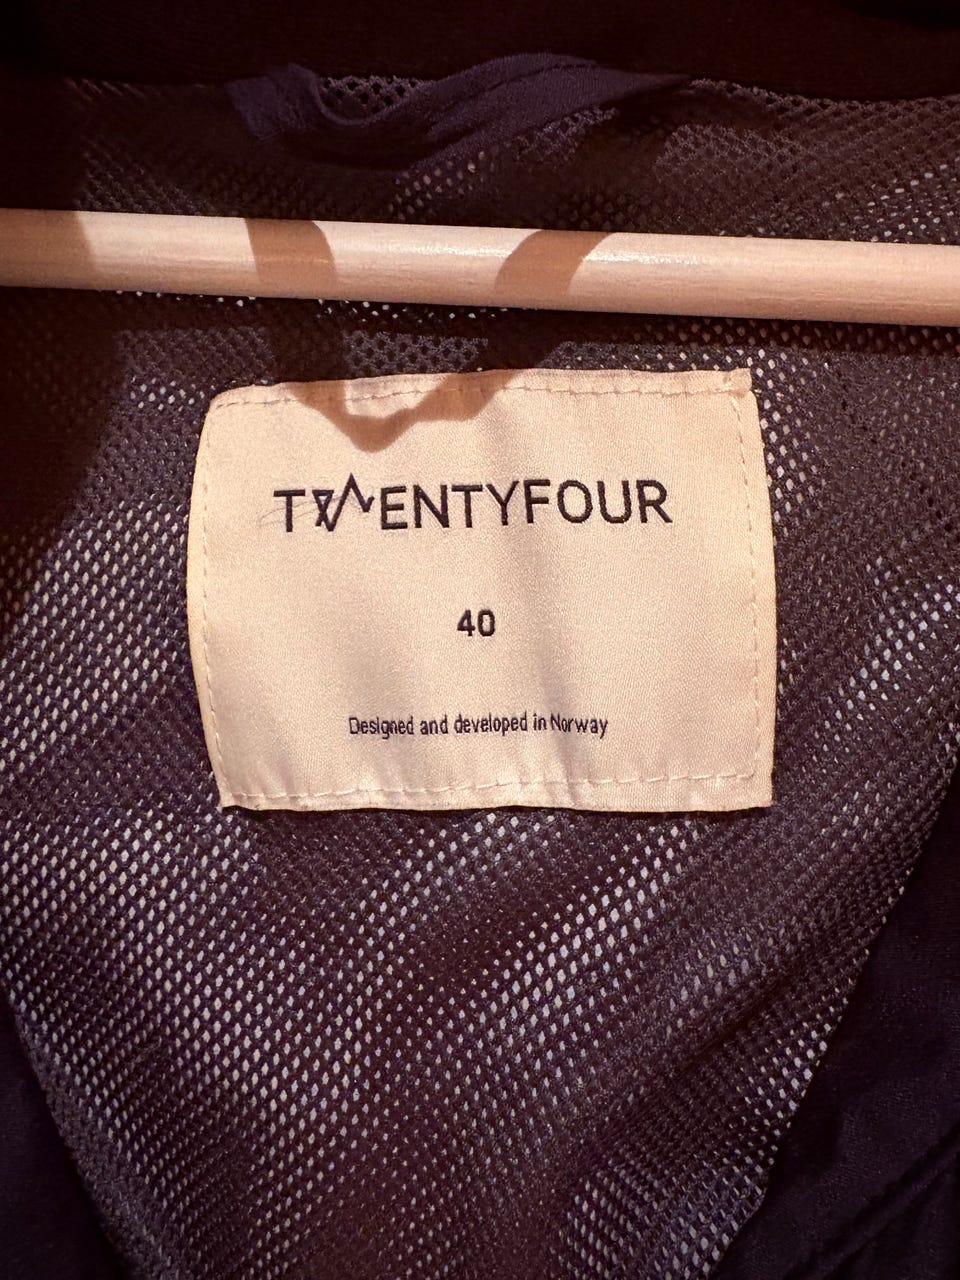 TWENTYFOUR
40
Designed and developed in Norway